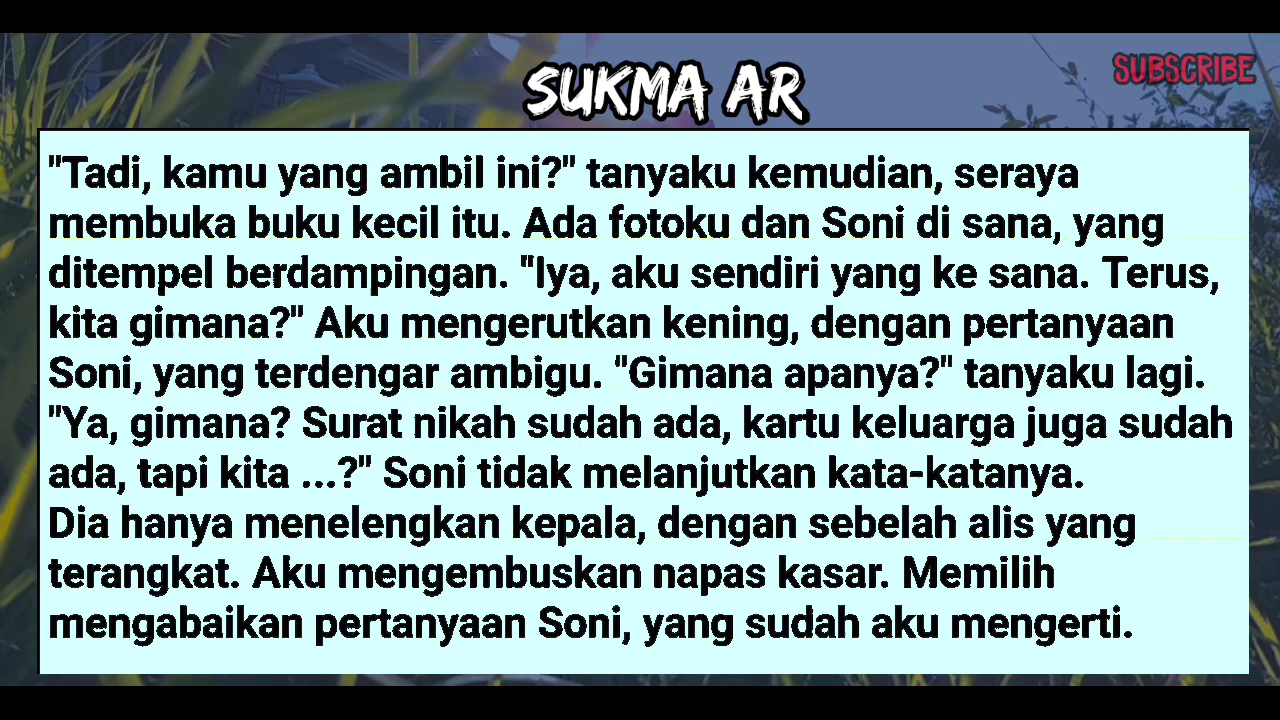 SUKMA AR
SUBSCRIBE
"Tadi, kamu yang ambil ini?" tanyaku kemudian, seraya
membuka buku kecil itu. Ada fotoku dan Soni di sana, yang
ditempel berdampingan. "Iya, aku sendiri yang ke sana. Terus,
kita gimana?" Aku mengerutkan kening, dengan pertanyaan
Soni, yang terdengar ambigu. "Gimana apanya?" tanyaku lagi.
"Ya, gimana? Surat nikah sudah ada, kartu keluarga juga sudah
ada, tapi kita ...?" Soni tidak melanjutkan kata-katanya.
Dia hanya menelengkan kepala, dengan sebelah alis yang
terangkat. Aku mengembuskan napas kasar. Memilih
mengabaikan pertanyaan Soni, yang sudah aku mengerti.